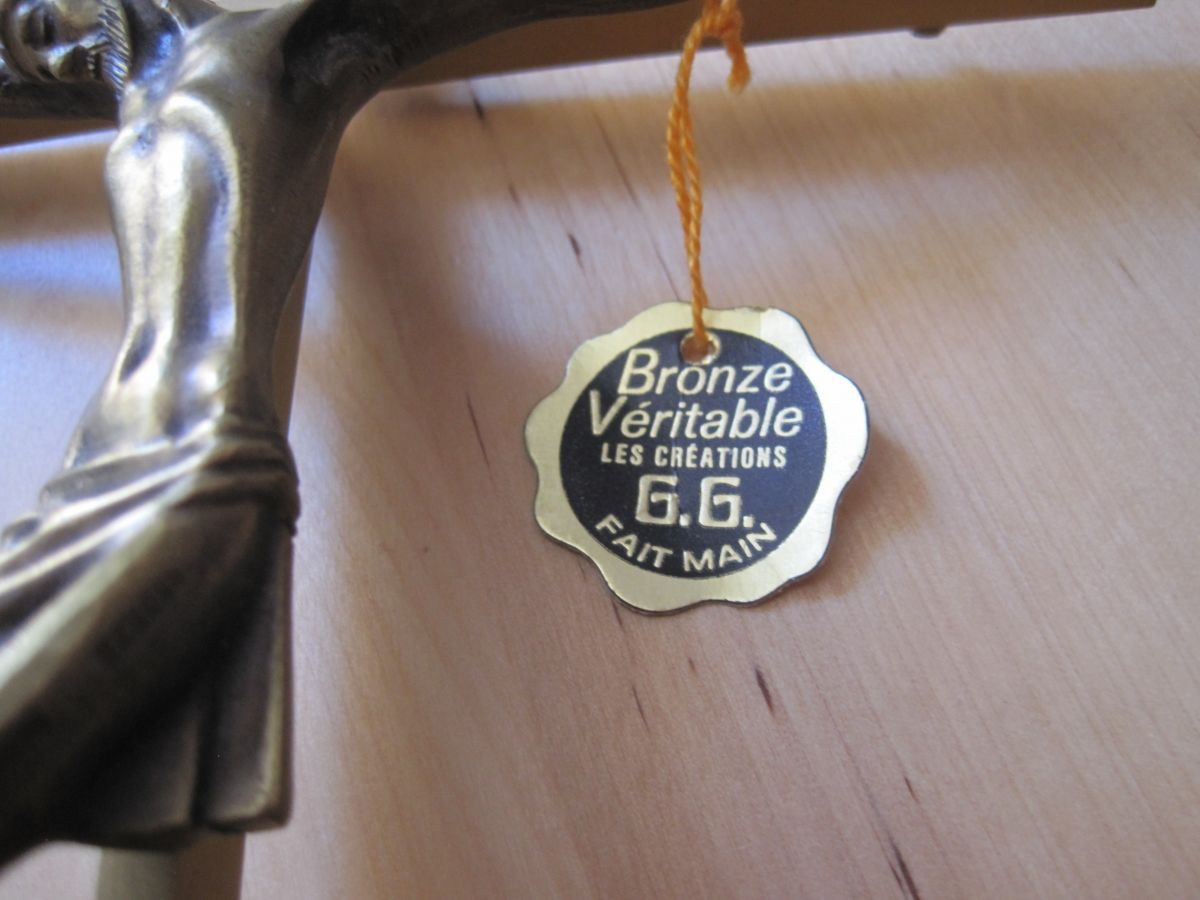 Bronze
Véritable
LES CRÉATIONS
G.G.
FAIT MAIN